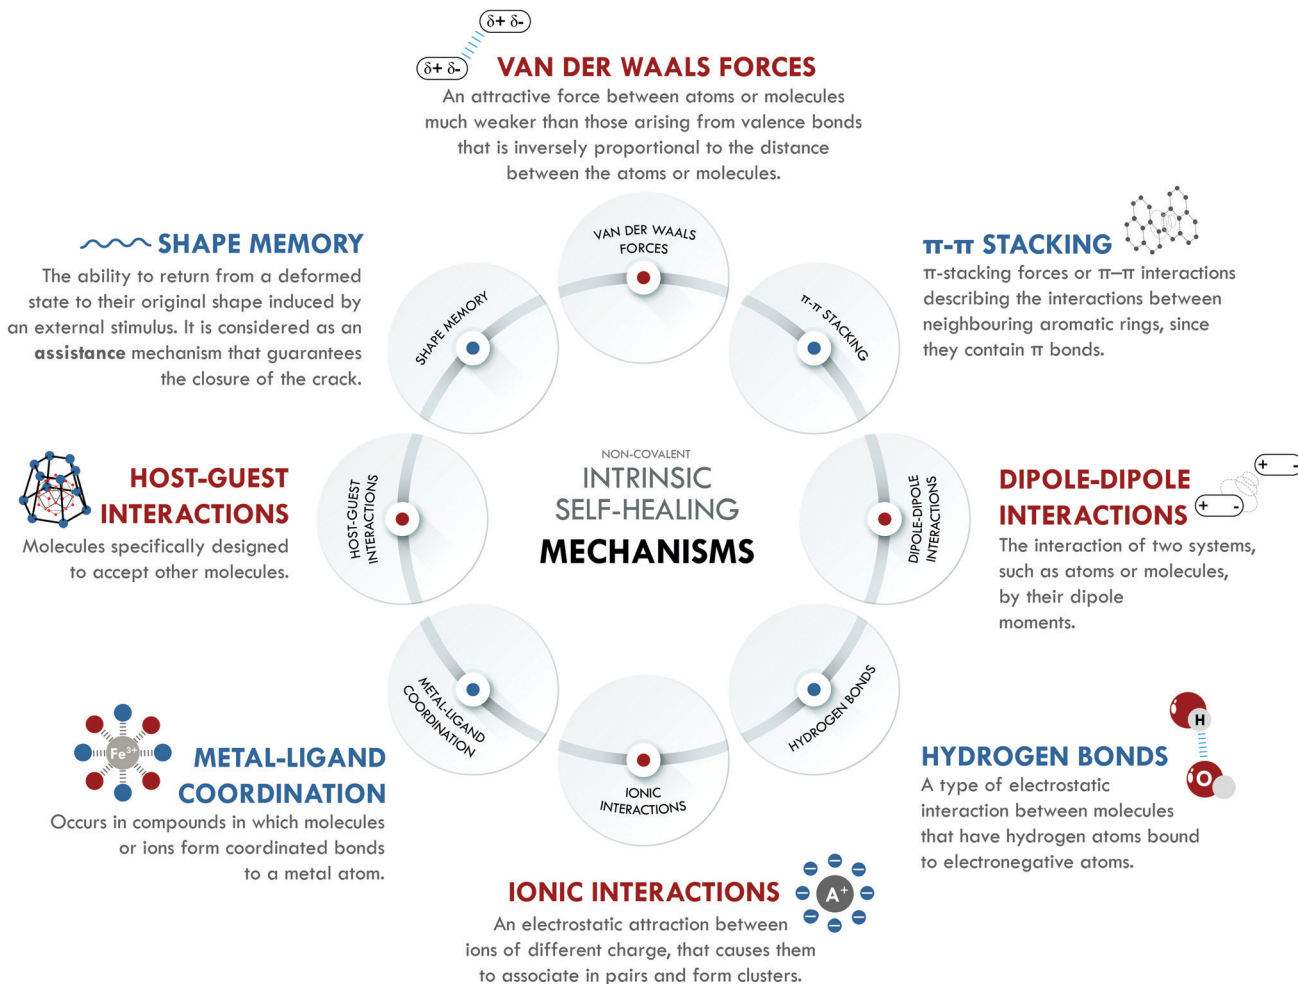 δ+ δ-
δ+ δ-
VAN DER WAALS FORCES
An attractive force between atoms or molecules
much weaker than those arising from valence bonds
that is inversely proportional to the distance
between the atoms or molecules.
SHAPE MEMORY
The ability to return from a deformed
state to their original shape induced by
an external stimulus. It is considered as an
assistance mechanism that guarantees
the closure of the crack.
π-π STACKING
π-stacking forces or π–π interactions
describing the interactions between
neighbouring aromatic rings, since
they contain π bonds.
VAN DER WAALS
FORCES
SHAPE MEMORY
π-π STACKING
HOST-GUEST
INTERACTIONS
DIPOLE-DIPOLE
INTERACTIONS
METAL-LIGAND
COORDINATION
HYDROGEN BONDS
IONIC
INTERACTIONS
NON-COVALENT
INTRINSIC
SELF-HEALING
MECHANISMS
HOST-GUEST
INTERACTIONS
Molecules specifically designed
to accept other molecules.
DIPOLE-DIPOLE
INTERACTIONS
+ -
+ -
The interaction of two systems,
such as atoms or molecules,
by their dipole
moments.
Fe³⁺
METAL-LIGAND
COORDINATION
Occurs in compounds in which molecules
or ions form coordinated bonds
to a metal atom.
H
O
HYDROGEN BONDS
A type of electrostatic
interaction between molecules
that have hydrogen atoms bound
to electronegative atoms.
IONIC INTERACTIONS
A⁺
An electrostatic attraction between
ions of different charge, that causes them
to associate in pairs and form clusters.